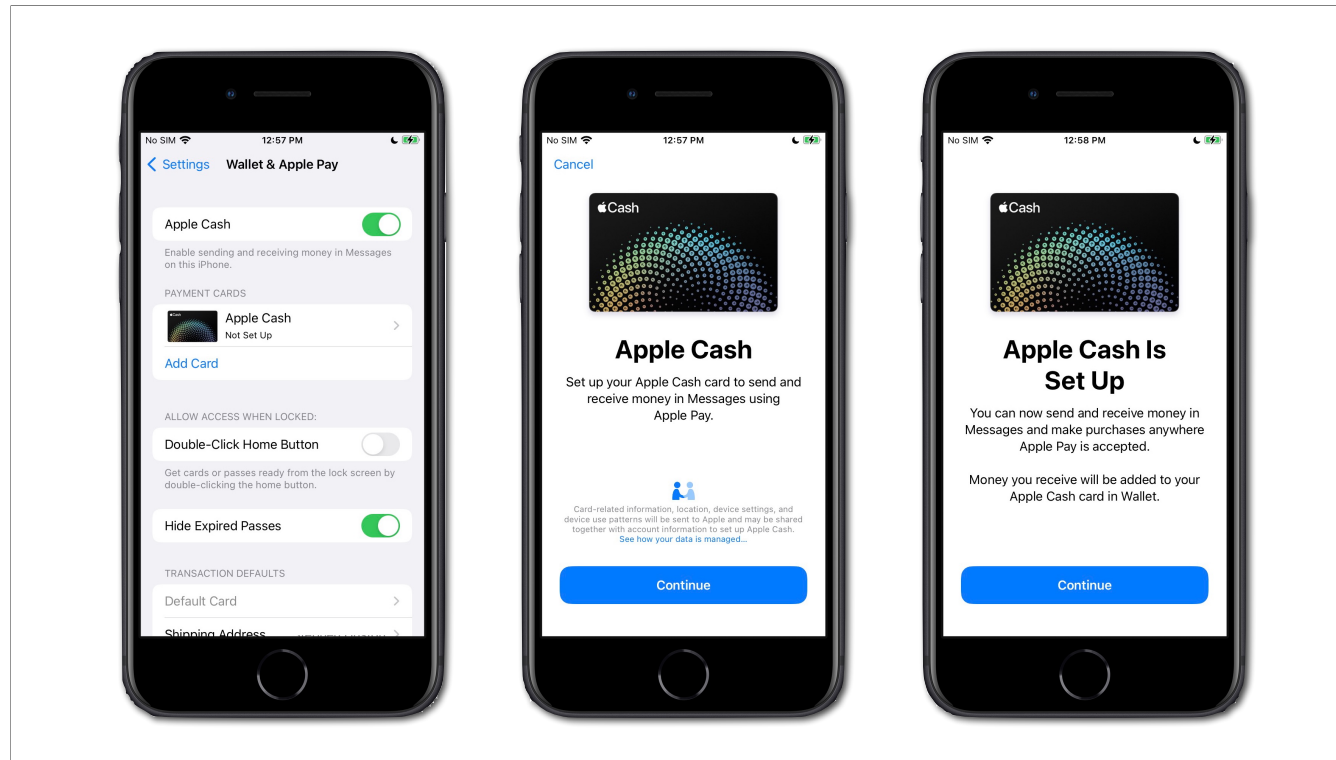 No SIM 12:57 PM
Settings Wallet & Apple Pay
Apple Cash
Enable sending and receiving money in Messages
on this iPhone.
PAYMENT CARDS
Cash
Apple Cash
Not Set Up
Add Card
ALLOW ACCESS WHEN LOCKED:
Double-Click Home Button
Get cards or passes ready from the lock screen by
double-clicking the home button.
Hide Expired Passes
TRANSACTION DEFAULTS
Default Card
Shipping Address
No SIM 12:57 PM
Cancel
Cash
Apple Cash
Set up your Apple Cash card to send and
receive money in Messages using
Apple Pay.
Card-related information, location, device settings, and
device use patterns will be sent to Apple and may be shared
together with account information to set up Apple Cash.
See how your data is managed...
Continue
No SIM 12:58 PM
Cash
Apple Cash Is
Set Up
You can now send and receive money in
Messages and make purchases anywhere
Apple Pay is accepted.
Money you receive will be added to your
Apple Cash card in Wallet.
Continue